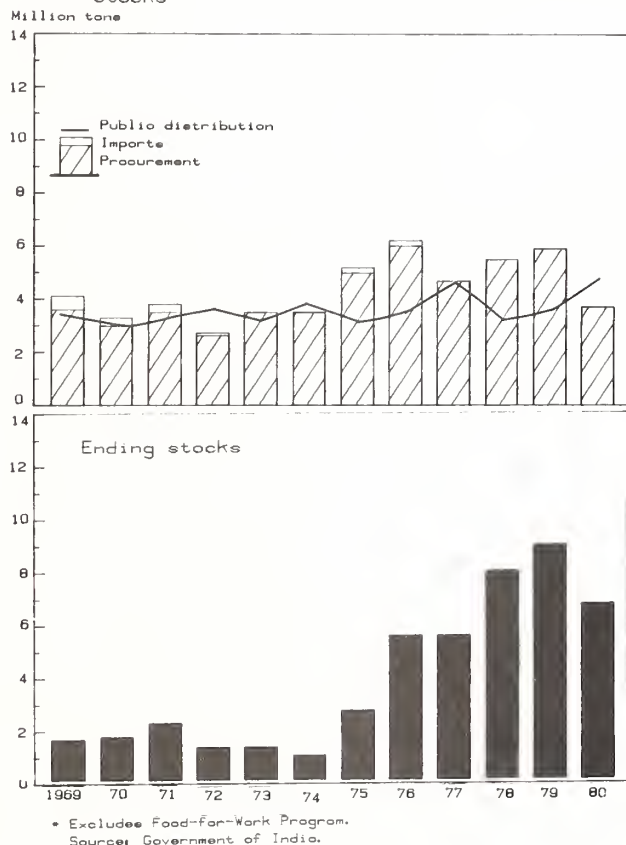 Stocks
Million tons
14
12
10
8
6
4
2
0
Public distribution
Imports
Procurement
14
12
10
8
6
4
2
0
Ending stocks
1969 70 71 72 73 74 75 76 77 78 79 80
* Excludes Food-for-Work Program.
Source: Government of India.